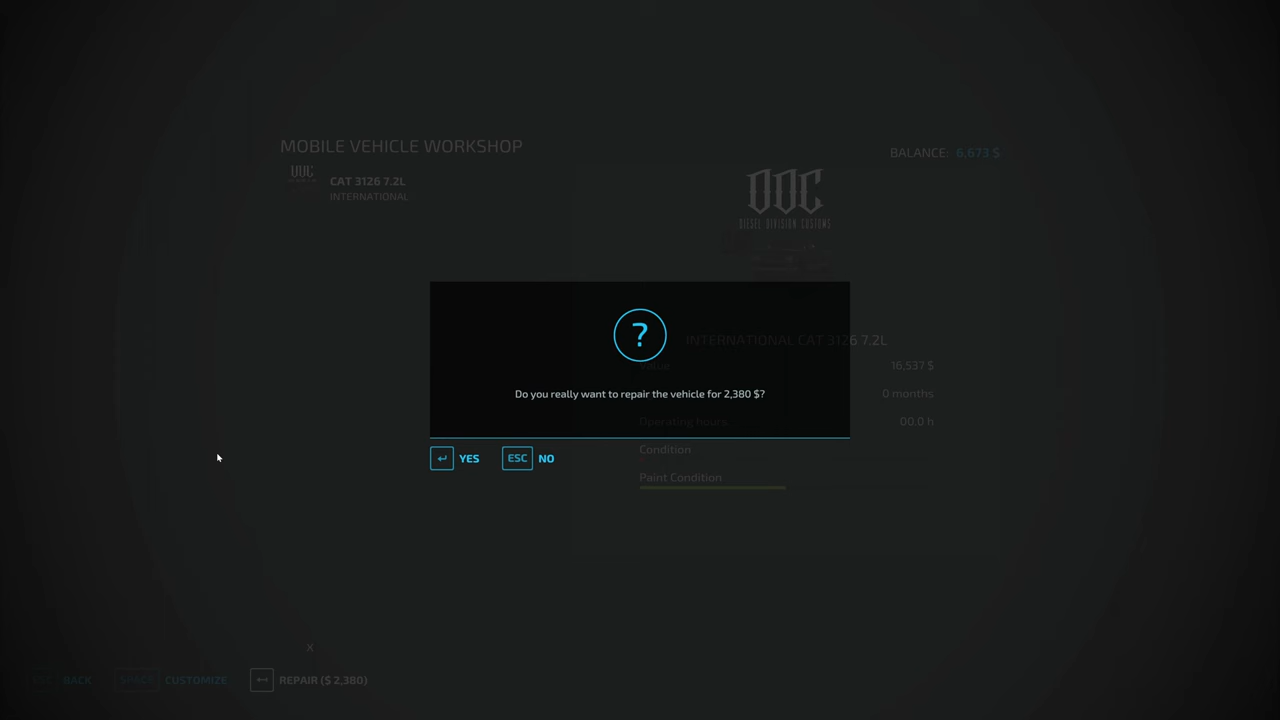 MOBILE VEHICLE WORKSHOP
BALANCE: 6,673 $
CAT 3126 7.2L
INTERNATIONAL
DIESEL DIVISION CUSTOMS
?
INTERNATIONAL CAT 3126 7.2L
Value 16,537 $
Do you really want to repair the vehicle for 2,380 $?
0 months
Operating hours 00.0 h
Condition
↵ YES ESC NO
Paint Condition
X
BACK SPACE CUSTOMIZE REPAIR ($ 2,380)